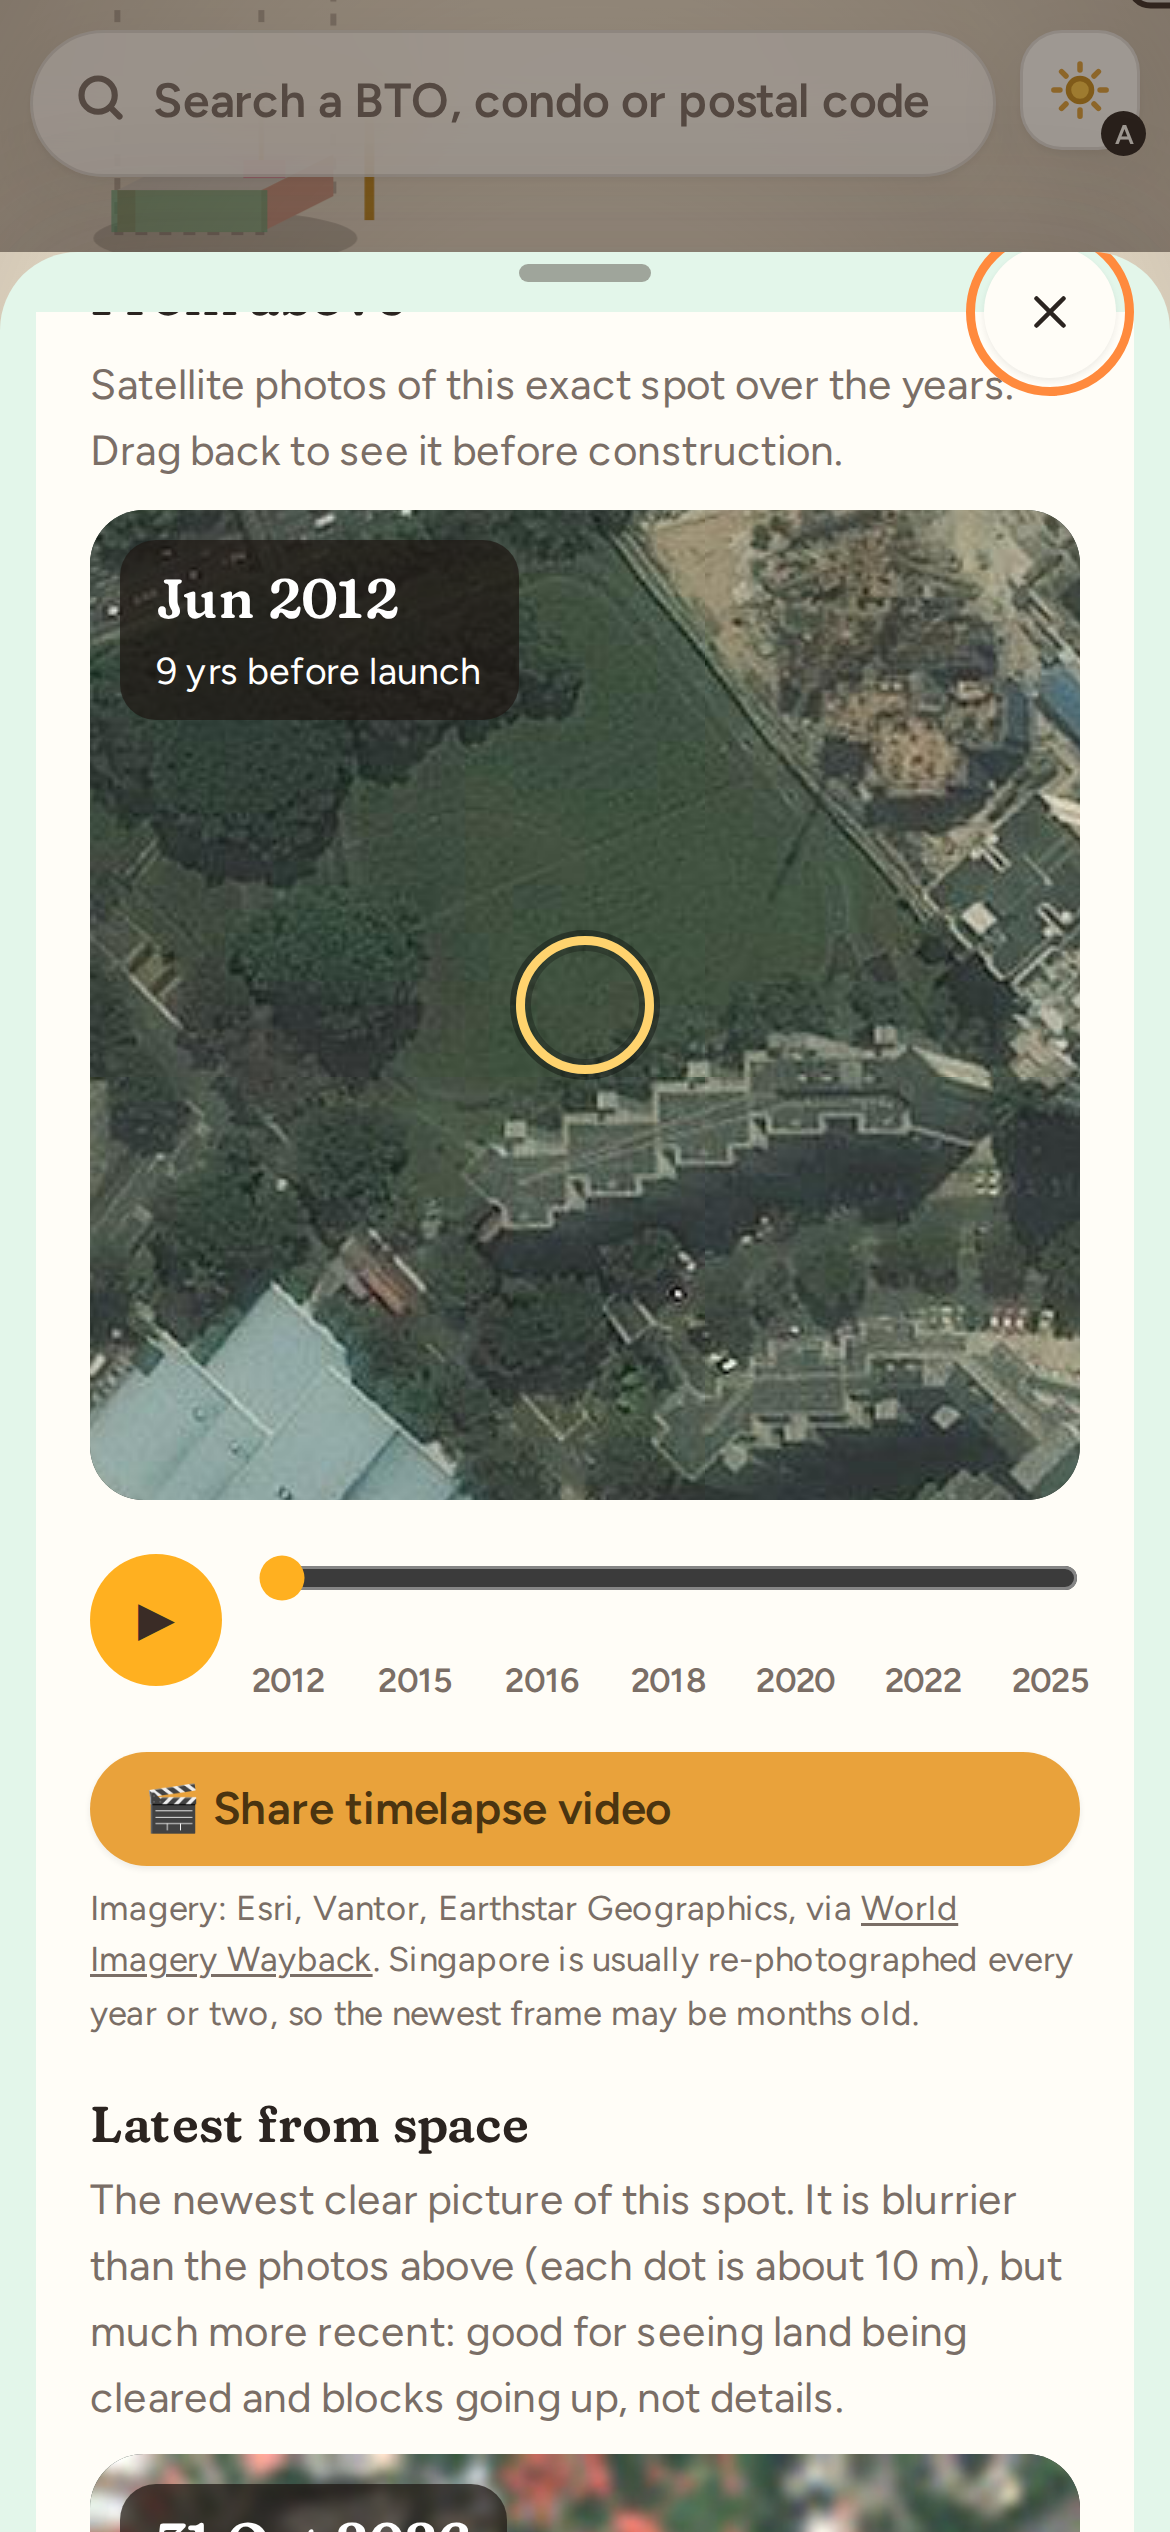 Search a BTO, condo or postal code
A
From above
Satellite photos of this exact spot over the years.
Drag back to see it before construction.
Jun 2012
9 yrs before launch
2012 2015 2016 2018 2020 2022 2025
Share timelapse video
Imagery: Esri, Vantor, Earthstar Geographics, via World
Imagery Wayback. Singapore is usually re-photographed every
year or two, so the newest frame may be months old.
Latest from space
The newest clear picture of this spot. It is blurrier
than the photos above (each dot is about 10 m), but
much more recent: good for seeing land being
cleared and blocks going up, not details.